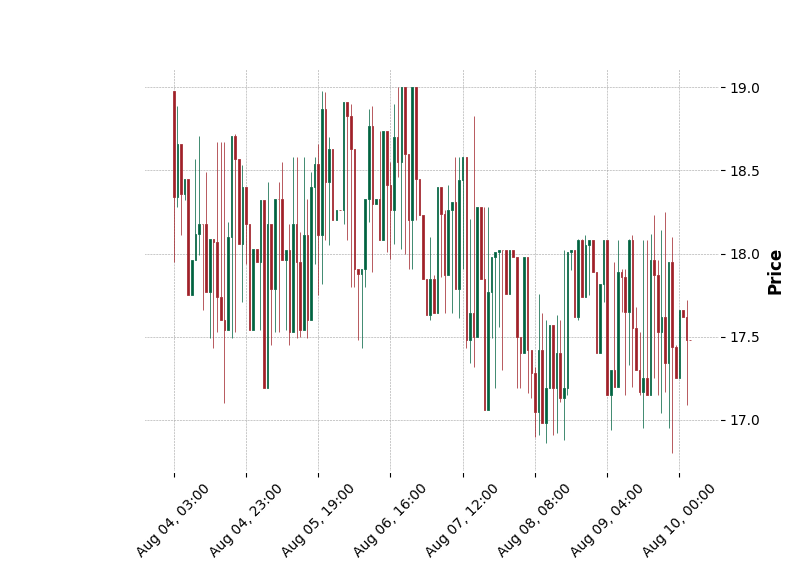 19.0
18.5
18.0
17.5
17.0
Price
Aug 04, 03:00
Aug 04, 23:00
Aug 05, 19:00
Aug 06, 16:00
Aug 07, 12:00
Aug 08, 08:00
Aug 09, 04:00
Aug 10, 00:00